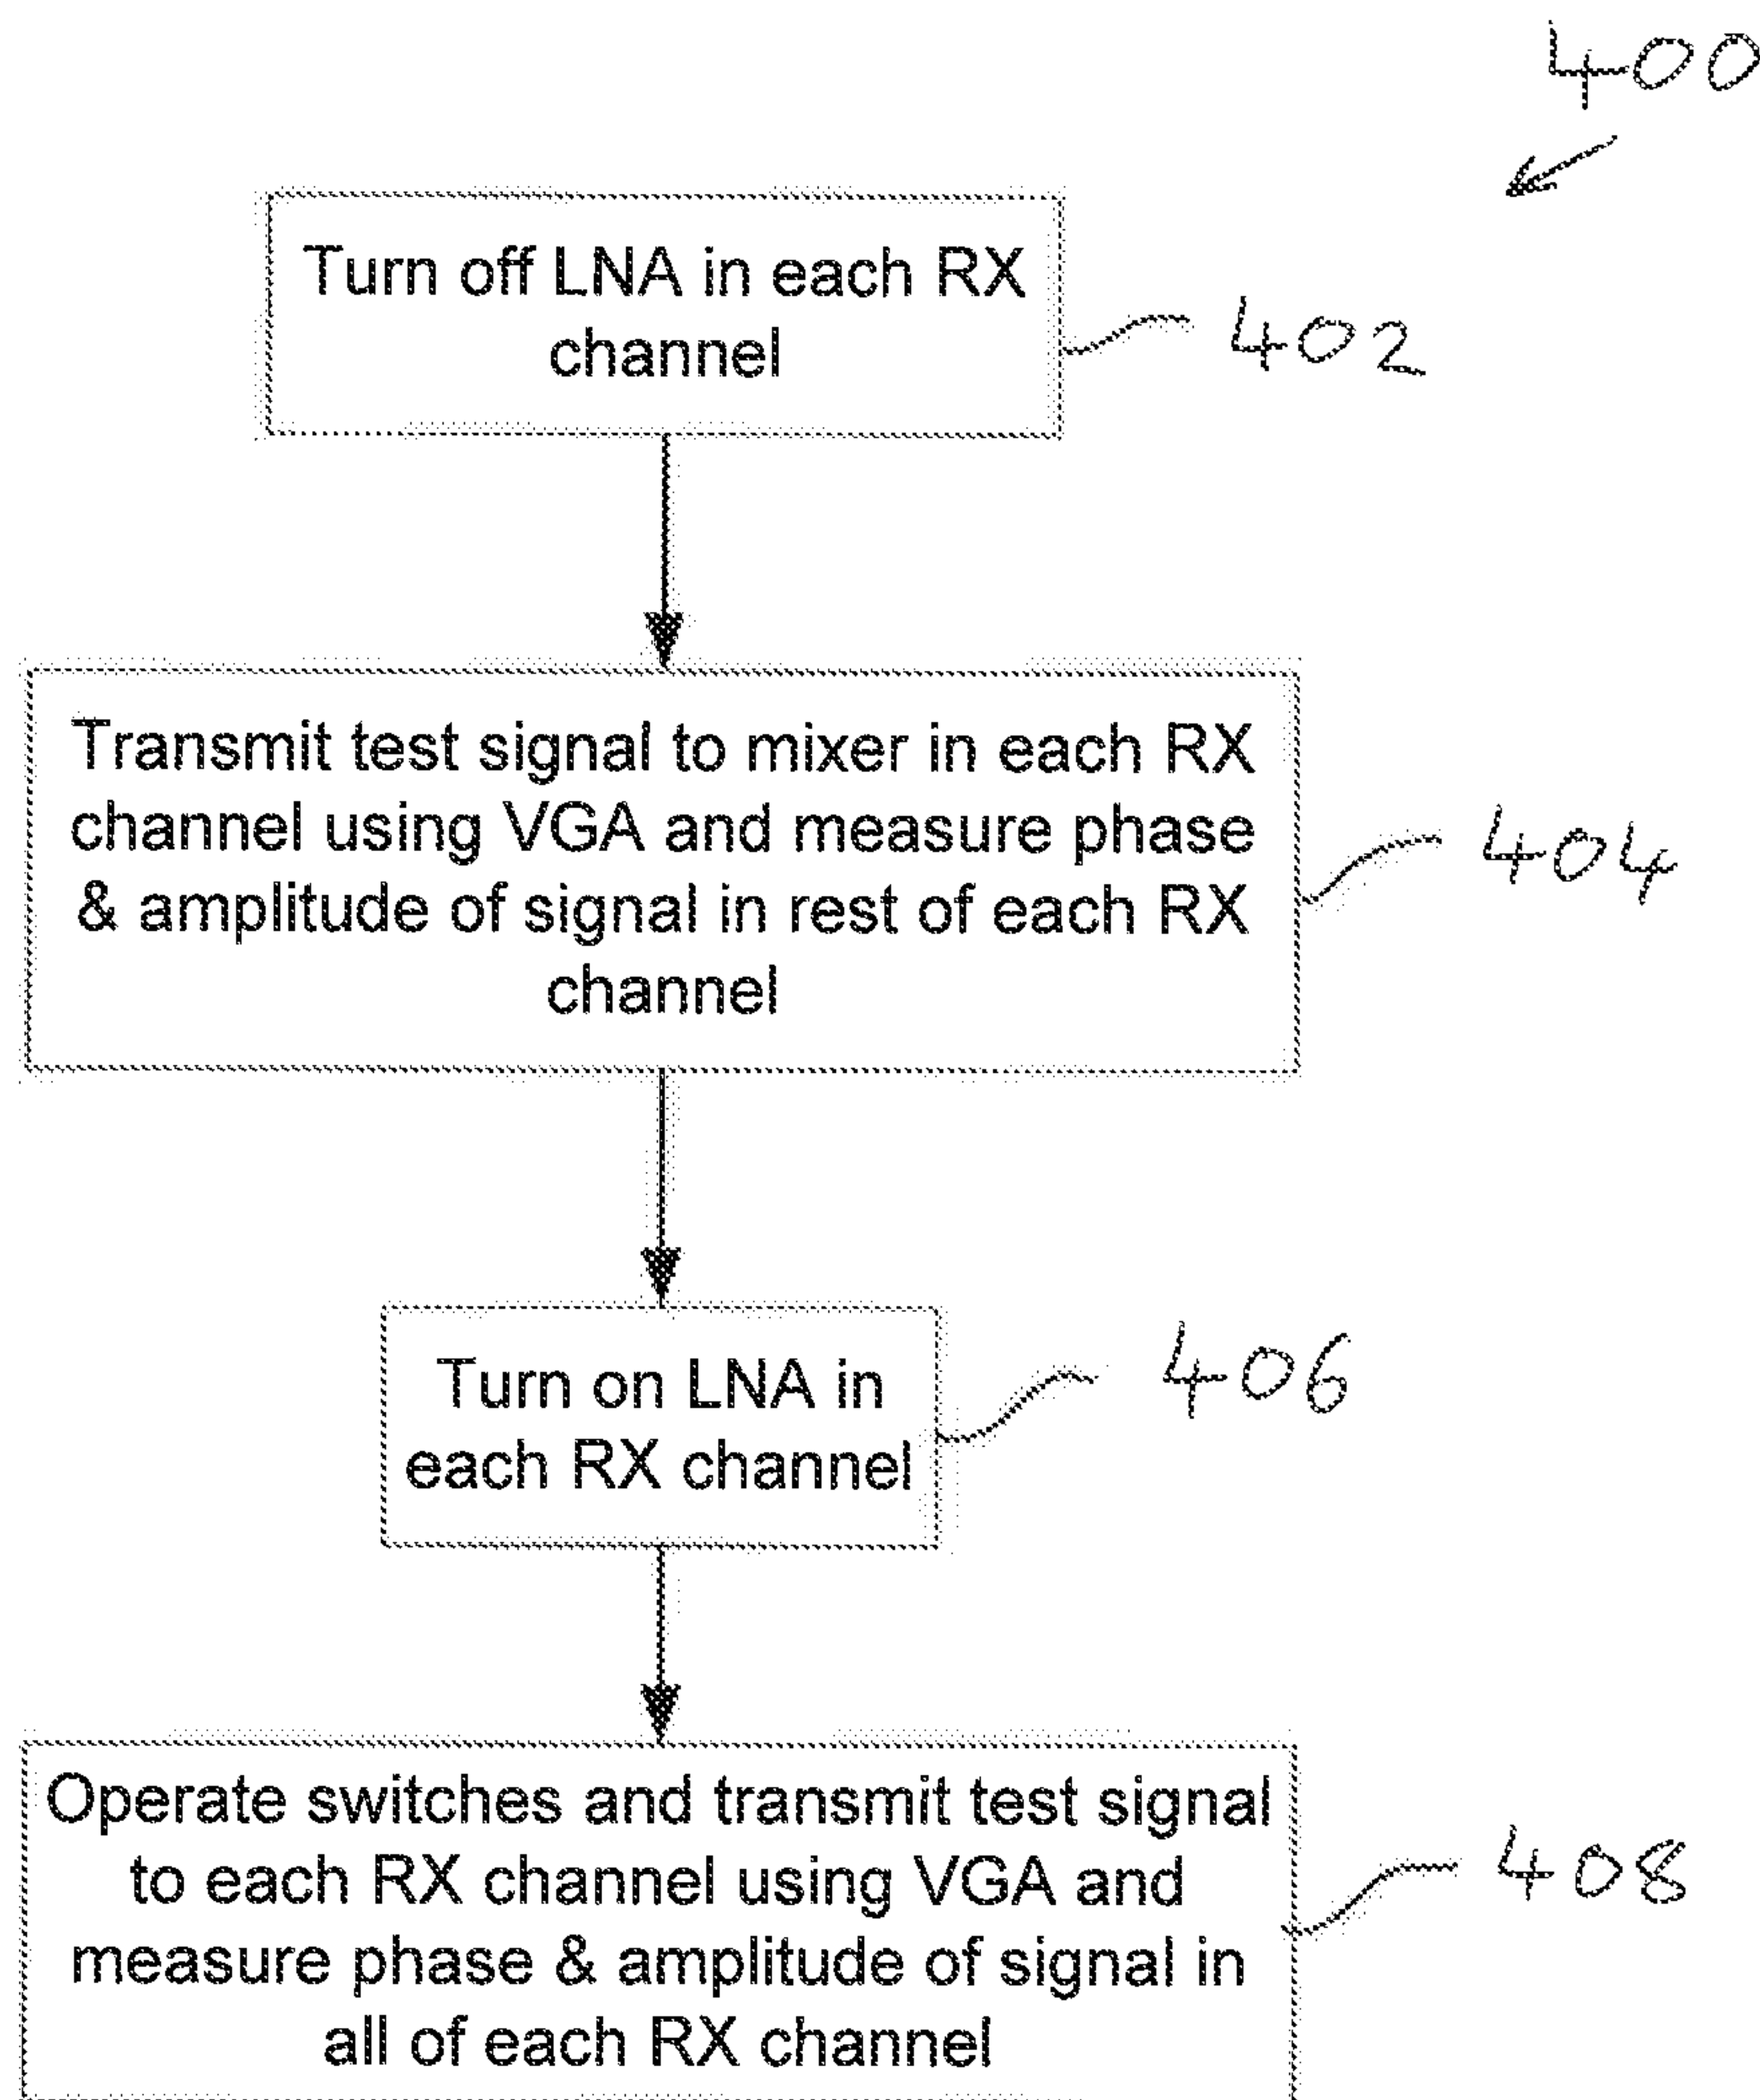 400
Turn off LNA in each RX
channel
402
Transmit test signal to mixer in each RX
channel using VGA and measure phase
& amplitude of signal in rest of each RX
channel
404
Turn on LNA in
each RX channel
406
Operate switches and transmit test signal
to each RX channel using VGA and
measure phase & amplitude of signal in
all of each RX channel
408